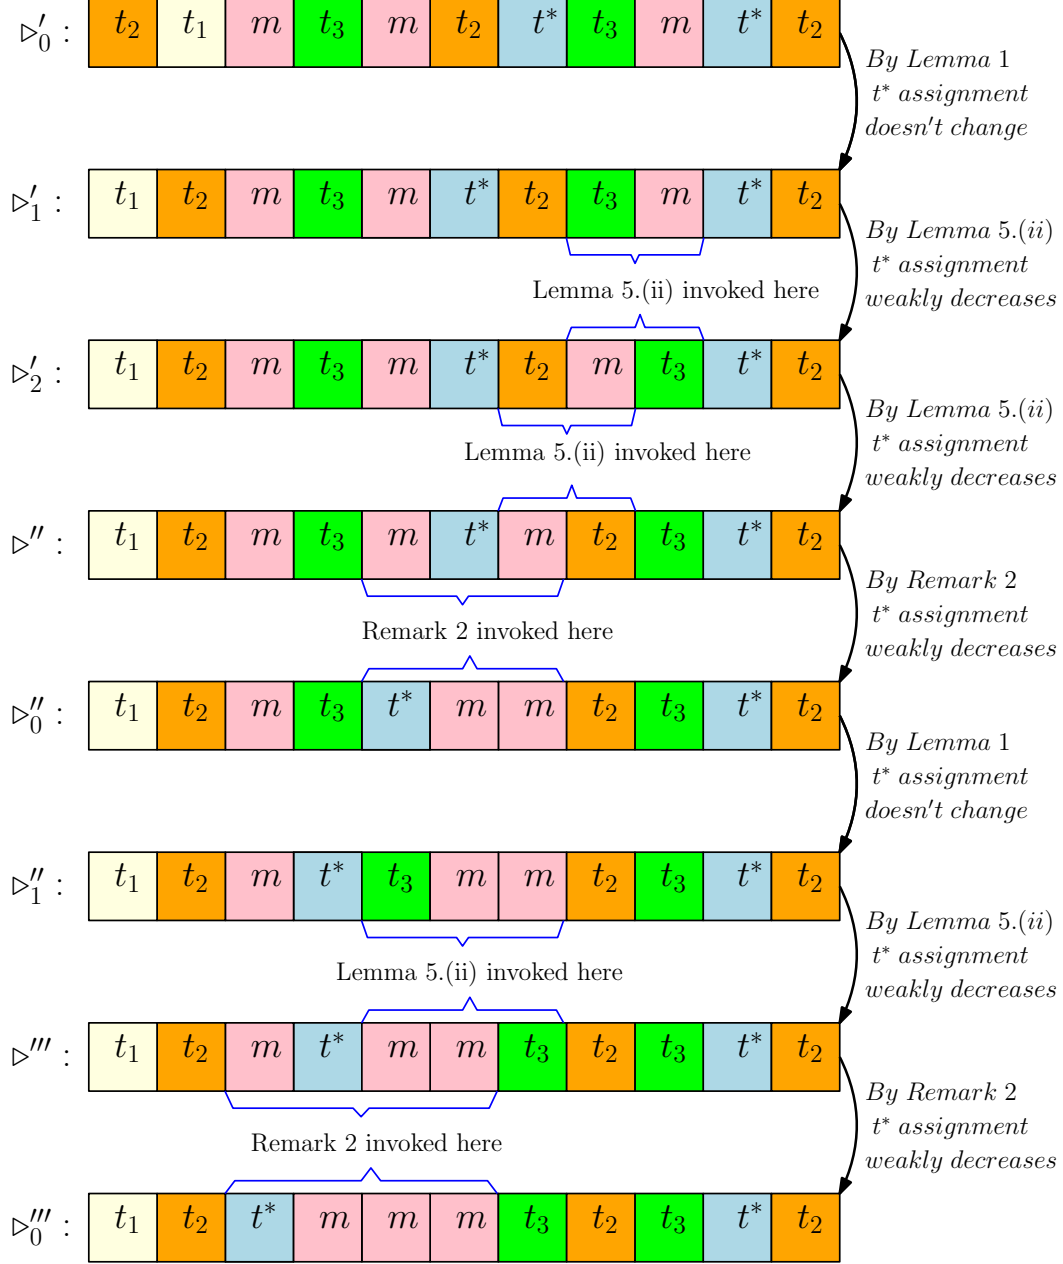 ▷′₀ : t₂ t₁ m t₃ m t₂ t* t₃ m t* t₂
By Lemma 1
t* assignment
doesn't change
▷′₁ : t₁ t₂ m t₃ m t* t₂ t₃ m t* t₂
By Lemma 5.(ii)
t* assignment
weakly decreases
Lemma 5.(ii) invoked here
▷′₂ : t₁ t₂ m t₃ m t* t₂ m t₃ t* t₂
By Lemma 5.(ii)
t* assignment
weakly decreases
Lemma 5.(ii) invoked here
▷″ : t₁ t₂ m t₃ m t* m t₂ t₃ t* t₂
By Remark 2
t* assignment
weakly decreases
Remark 2 invoked here
▷″₀ : t₁ t₂ m t₃ t* m m t₂ t₃ t* t₂
By Lemma 1
t* assignment
doesn't change
▷″₁ : t₁ t₂ m t* t₃ m m t₂ t₃ t* t₂
By Lemma 5.(ii)
t* assignment
weakly decreases
Lemma 5.(ii) invoked here
▷‴ : t₁ t₂ m t* m m t₃ t₂ t₃ t* t₂
By Remark 2
t* assignment
weakly decreases
Remark 2 invoked here
▷‴₀ : t₁ t₂ t* m m m t₃ t₂ t₃ t* t₂